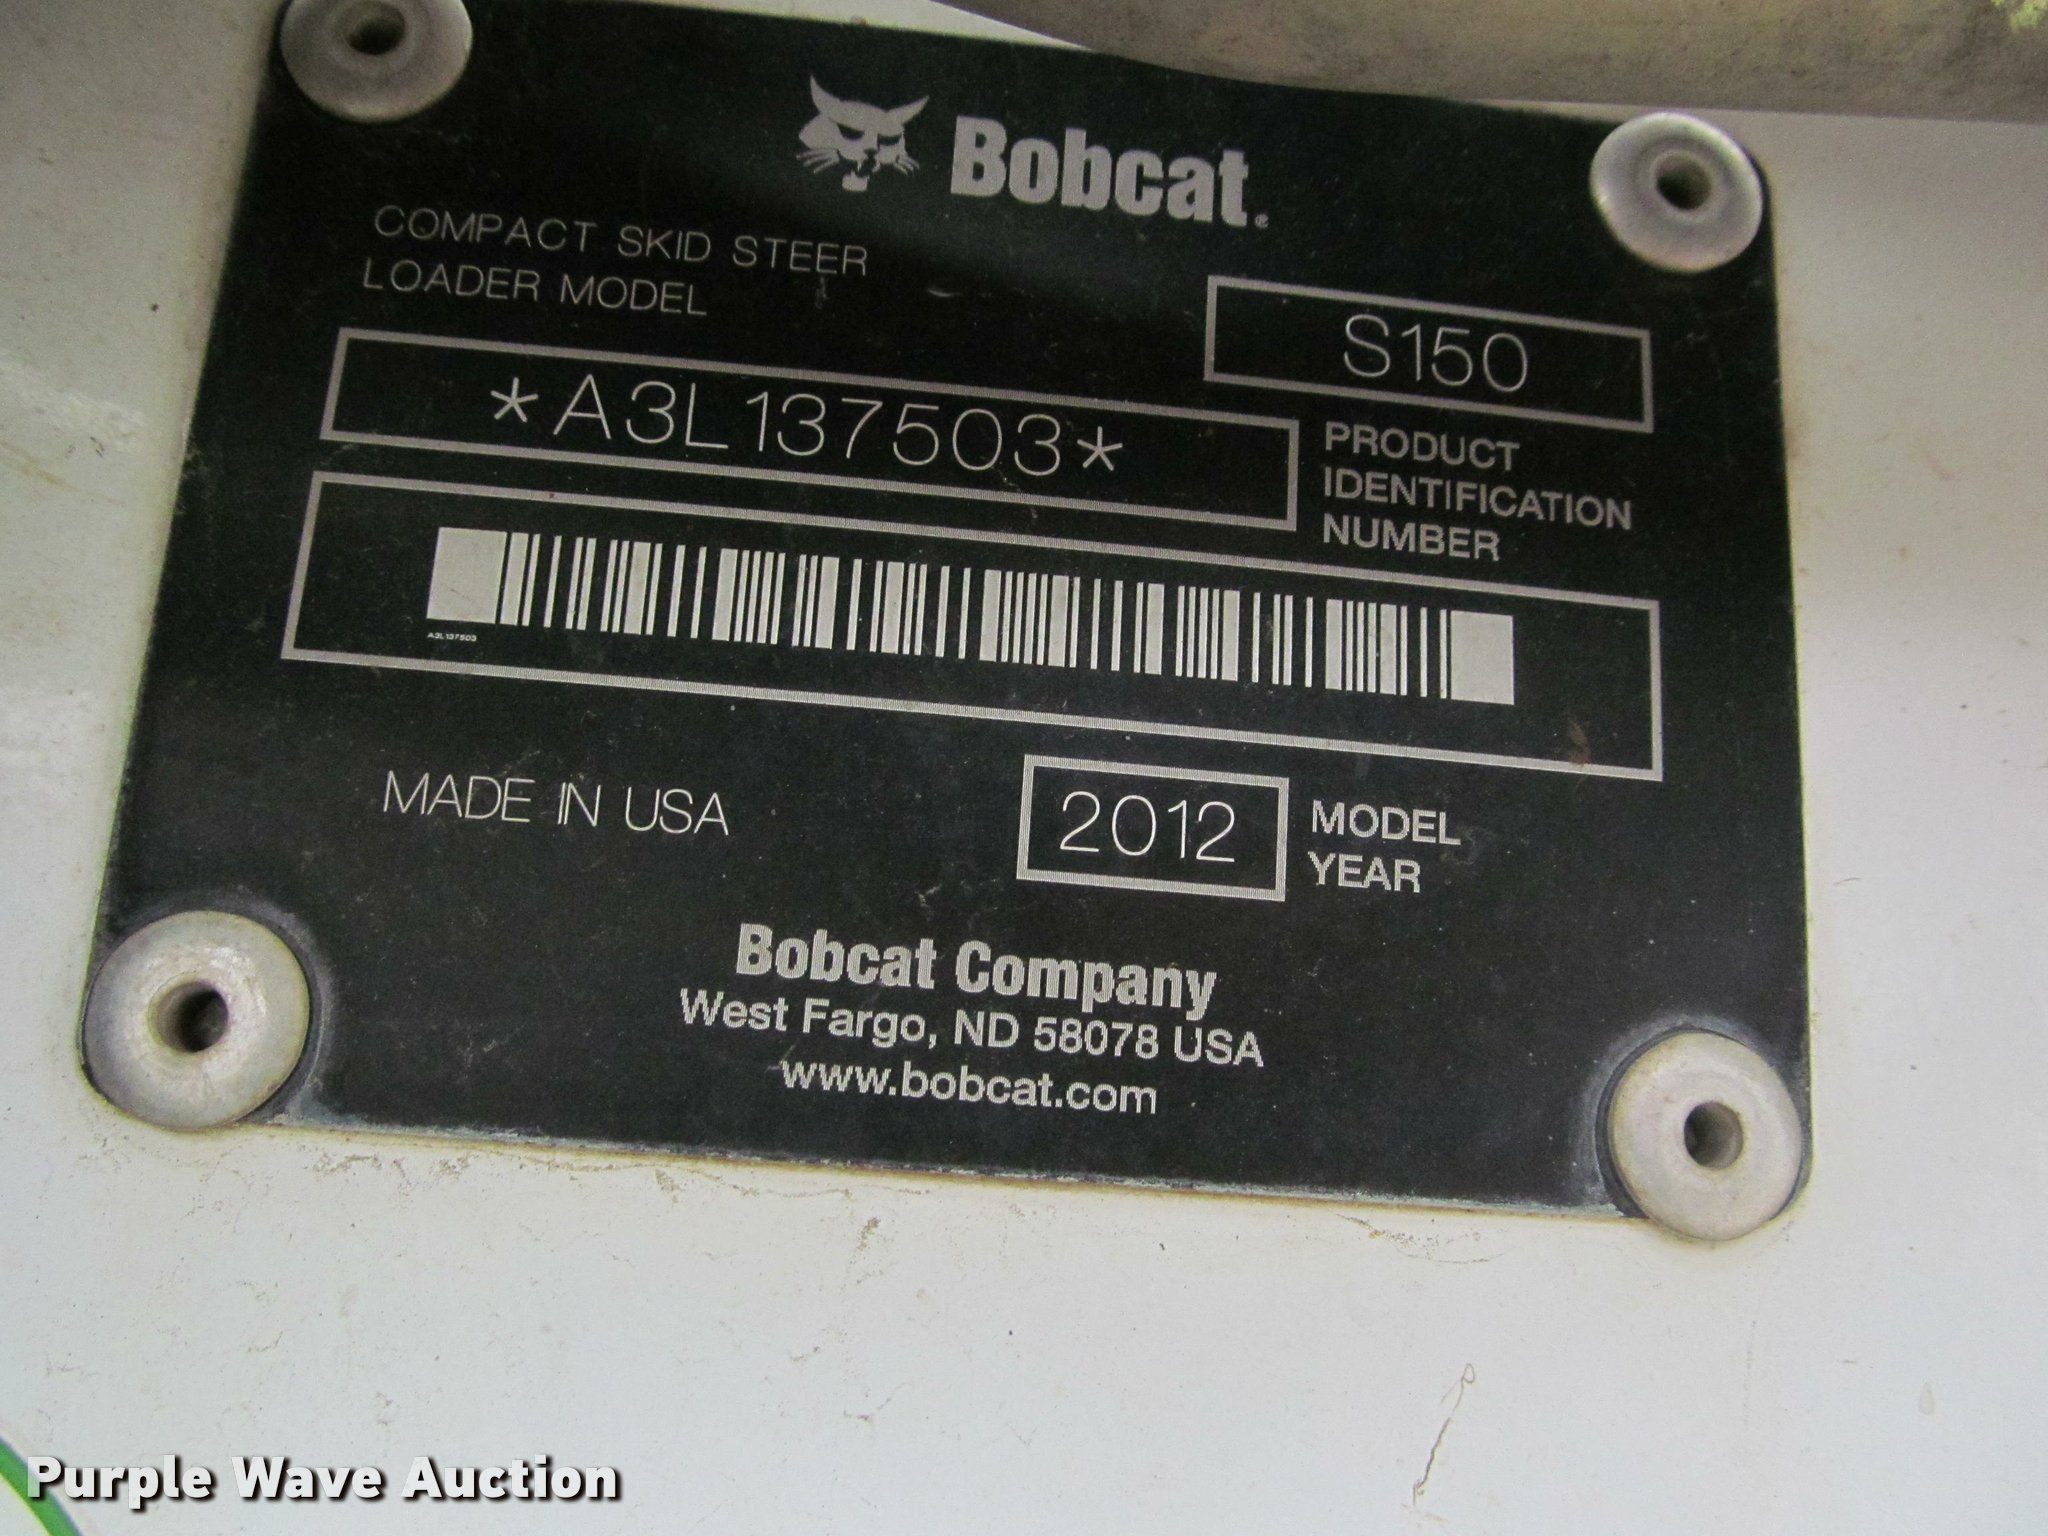 Bobcat®
COMPACT SKID STEER
LOADER MODEL
S150
*A3L137503*
PRODUCT
IDENTIFICATION
NUMBER
A3L137503
MADE IN USA
2012
MODEL
YEAR
Bobcat Company
West Fargo, ND 58078 USA
www.bobcat.com
Purple Wave Auction